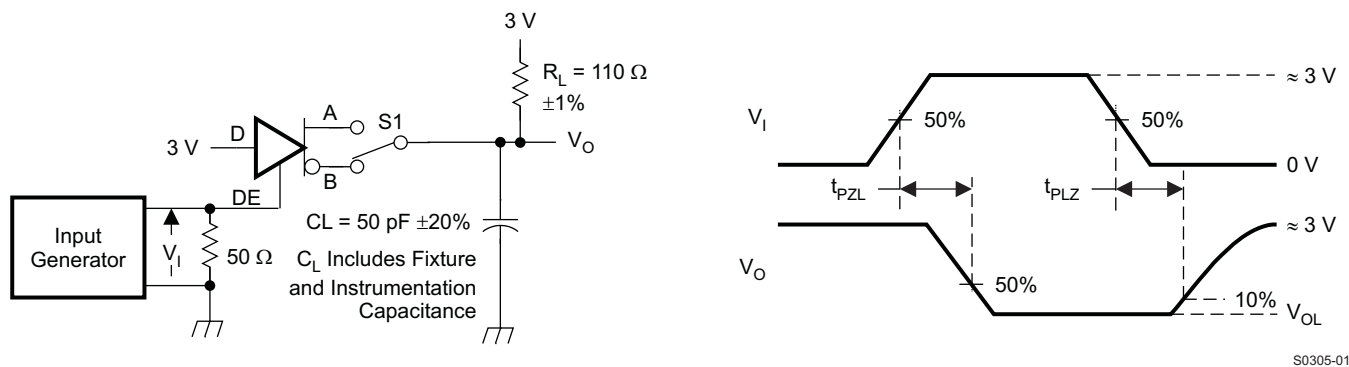 3 V
R_L = 110 Ω
±1%
A
S1
D
3 V
V_O
B
DE
CL = 50 pF ±20%
Input
Generator
V_I
50 Ω
C_L Includes Fixture
and Instrumentation
Capacitance
≈ 3 V
V_I
50%
50%
0 V
t_PZL
t_PLZ
≈ 3 V
V_O
50%
10%
V_OL
S0305-01